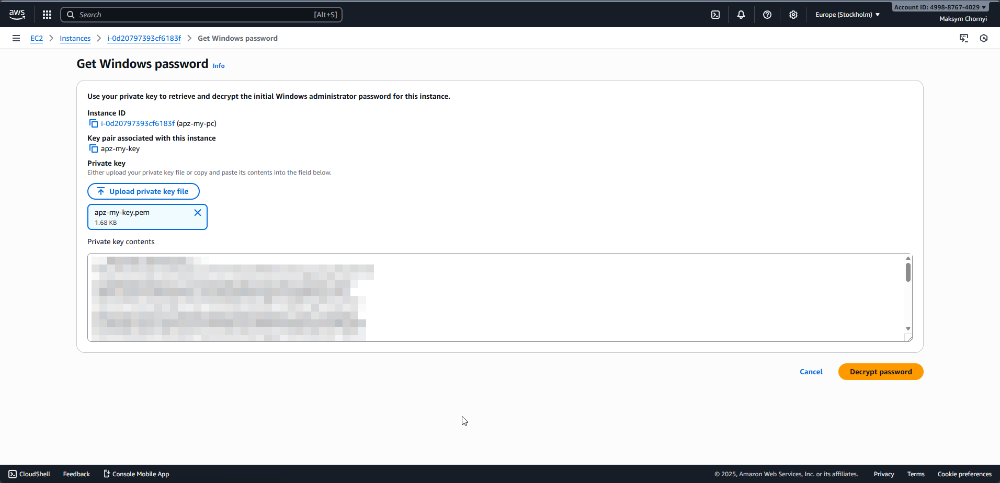 aws
Search [Alt+S]
Europe (Stockholm)
Account ID: 4998-8767-4029
Maksym Chornyi
EC2 Instances i-0d20797393cf6183f Get Windows password
Get Windows password Info
Use your private key to retrieve and decrypt the initial Windows administrator password for this instance.
Instance ID
i-0d20797393cf6183f (apz-my-pc)
Key pair associated with this instance
apz-my-key
Private key
Either upload your private key file or copy and paste its contents into the field below.
Upload private key file
apz-my-key.pem
1.68 KB
Private key contents
Cancel Decrypt password
CloudShell Feedback Console Mobile App © 2025, Amazon Web Services, Inc. or its affiliates. Privacy Terms Cookie preferences